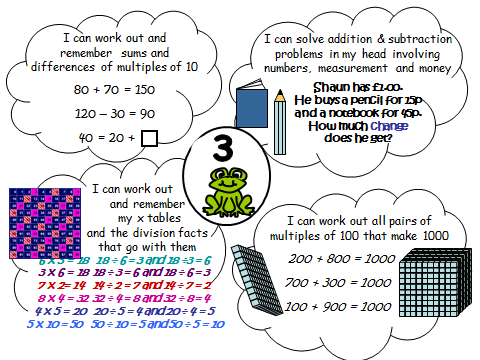 I can work out and
remember sums and
differences of multiples of 10
80 + 70 = 150
120 – 30 = 90
40 = 20 +
I can solve addition & subtraction
problems in my head involving
numbers, measurement and money
Shaun has £1.00.
He buys a pencil for 15p
and a notebook for 45p.
How much change
does he get?
3
I can work out
and remember
my x tables
and the division facts
that go with them
6 x 3 = 18 18÷6=3 and 18÷3=6
3 x 6 = 18 18÷3=6 and 18÷6=3
7 x 2=14 14÷2=7 and 14÷7=2
8 x 4 = 32 32÷4=8 and 32÷8=4
4 x 5 = 20 20÷5=4 and 20÷4=5
5 x 10 = 50 50÷10=5 and 50÷5=10
I can work out all pairs of
multiples of 100 that make 1000
200 + 800 = 1000
700 + 300 = 1000
100 + 900 = 1000